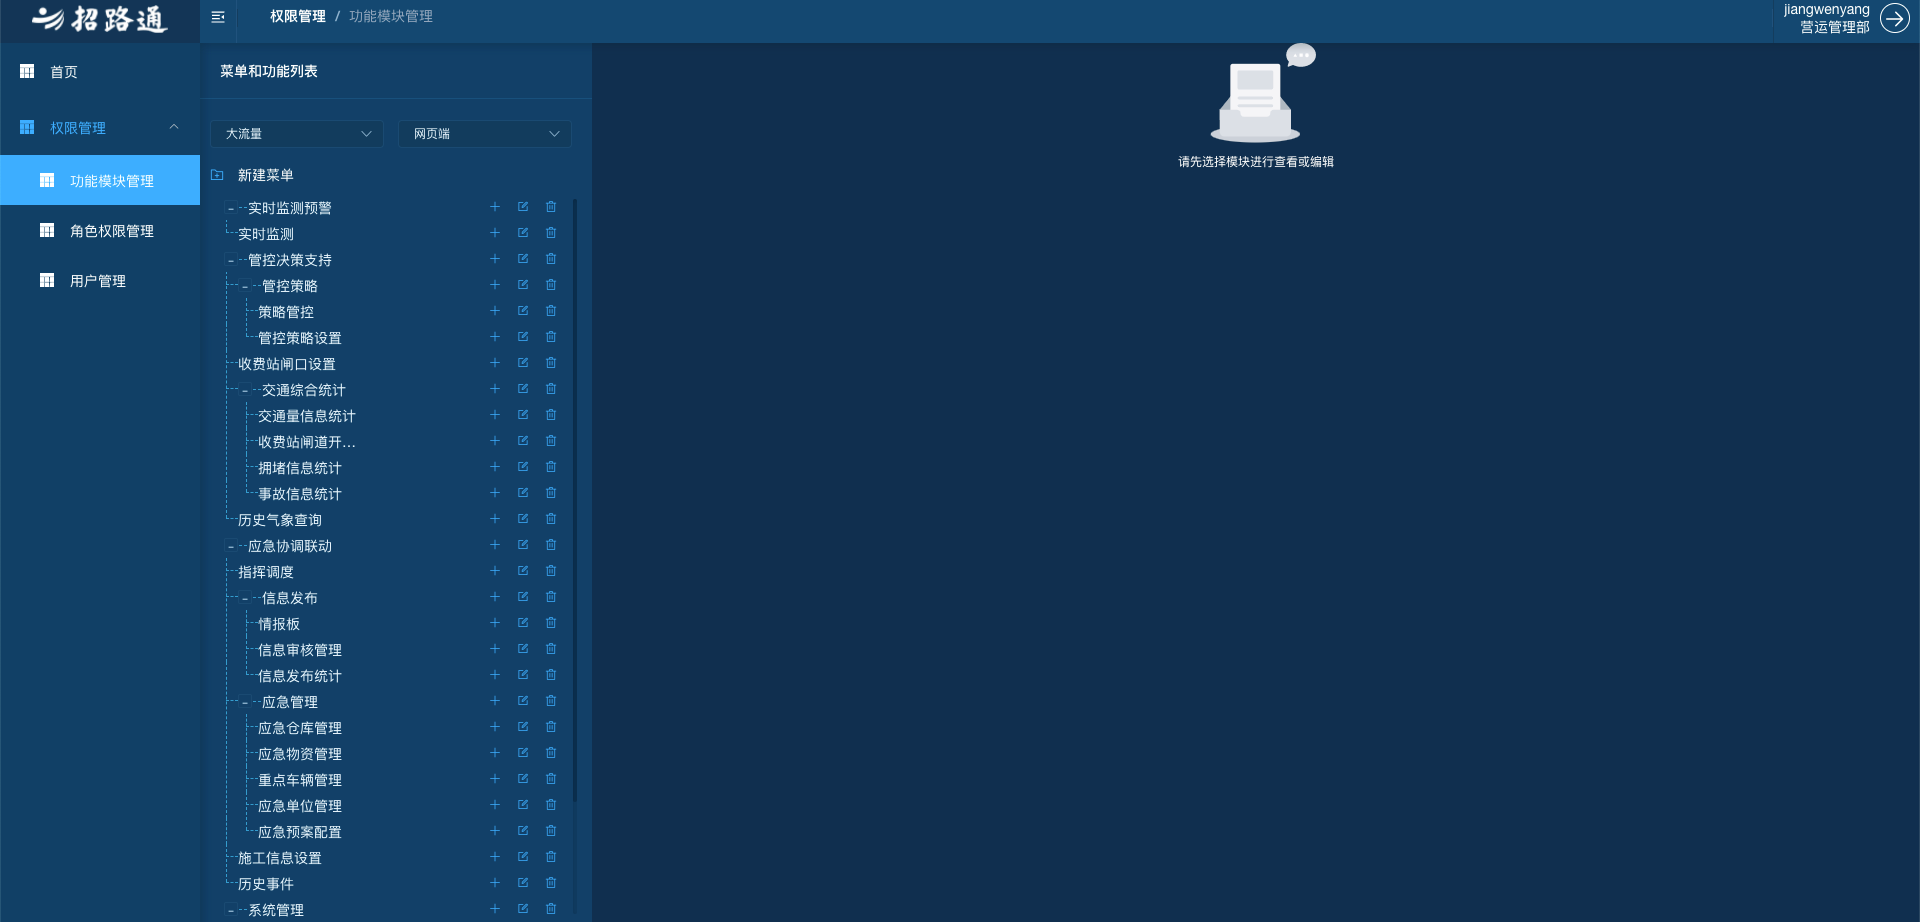 招路通
权限管理 / 功能模块管理
jiangwenyang
营运管理部
首页
权限管理
功能模块管理
角色权限管理
用户管理
菜单和功能列表
大流量
网页端
新建菜单
实时监测预警
实时监测
管控决策支持
管控策略
策略管控
管控策略设置
收费站闸口设置
交通综合统计
交通量信息统计
收费站闸道开...
拥堵信息统计
事故信息统计
历史气象查询
应急协调联动
指挥调度
信息发布
情报板
信息审核管理
信息发布统计
应急管理
应急仓库管理
应急物资管理
重点车辆管理
应急单位管理
应急预案配置
施工信息设置
历史事件
系统管理
请先选择模块进行查看或编辑